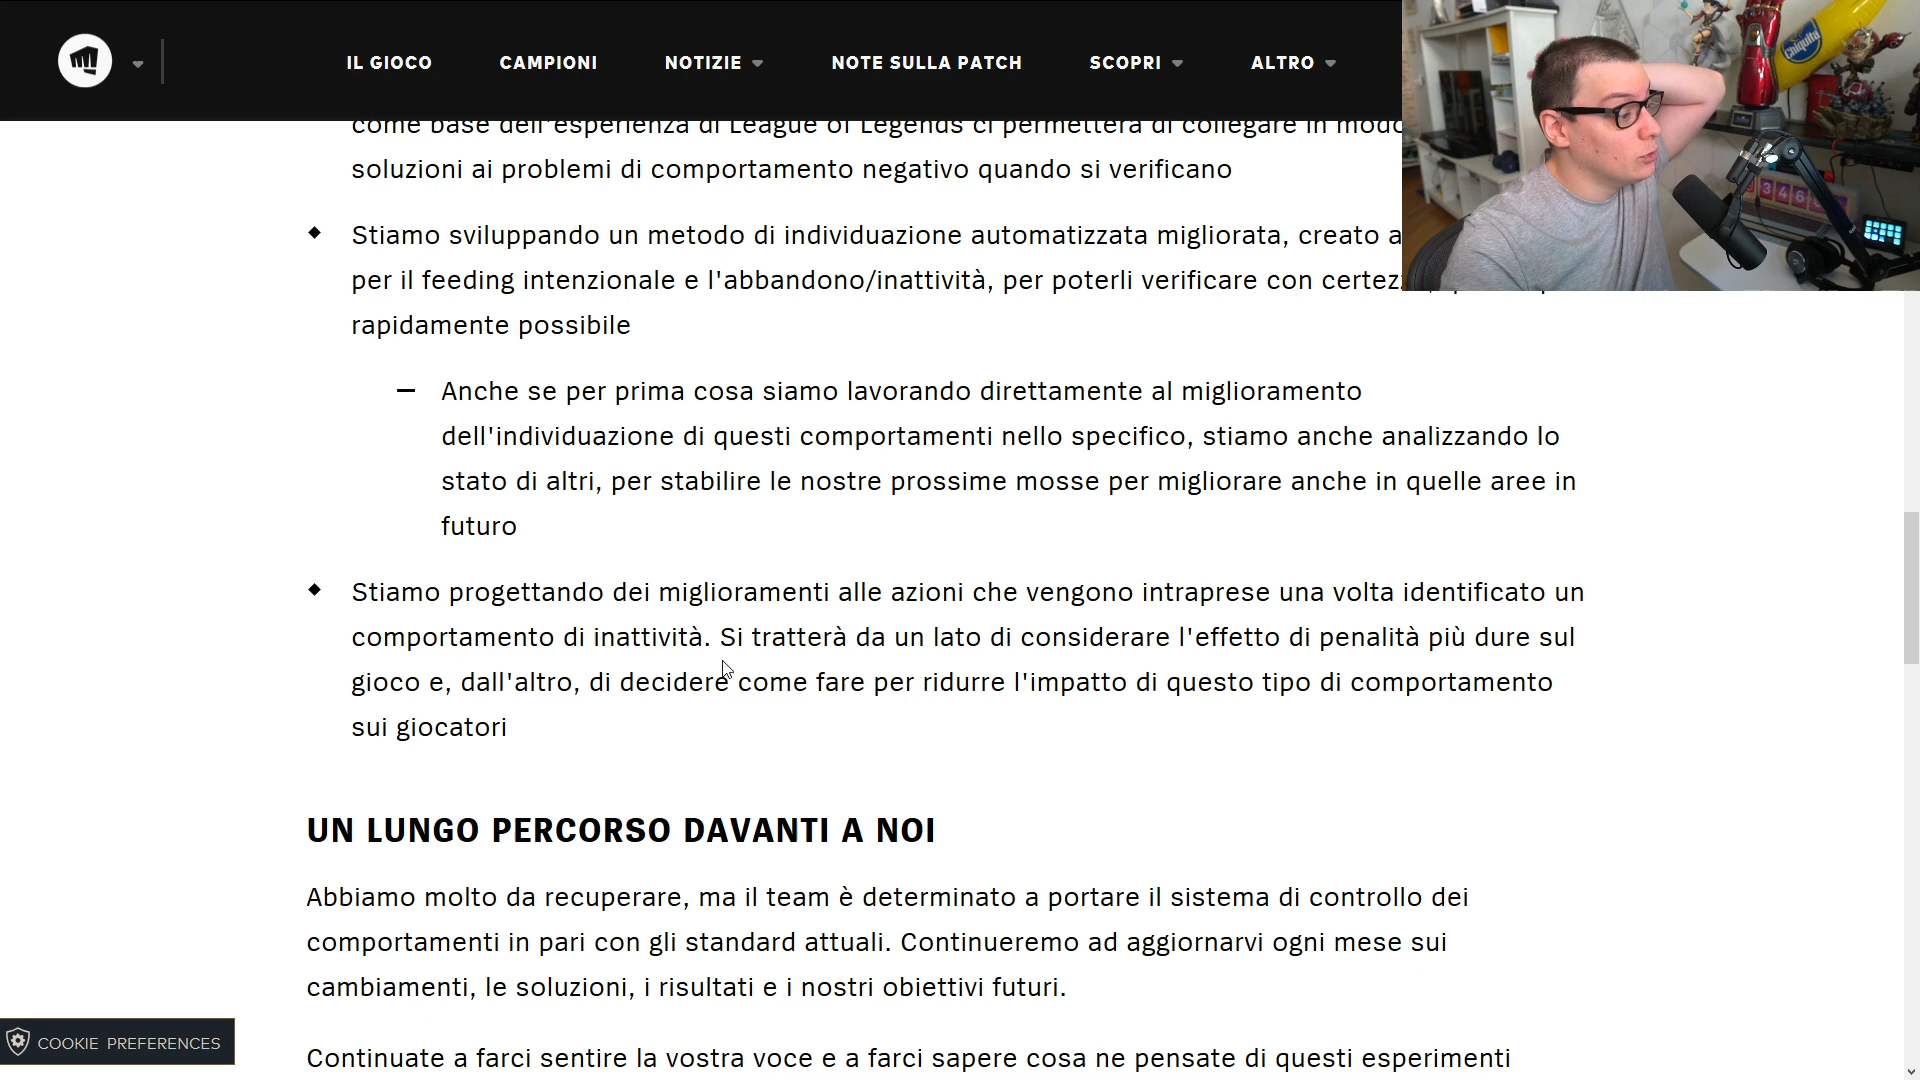 IL GIOCO CAMPIONI NOTIZIE NOTE SULLA PATCH SCOPRI ALTRO
come base dell'esperienza di League of Legends ci permetterà di collegare in modo
soluzioni ai problemi di comportamento negativo quando si verificano
Stiamo sviluppando un metodo di individuazione automatizzata migliorata, creato a
per il feeding intenzionale e l'abbandono/inattività, per poterli verificare con
rapidamente possibile
— Anche se per prima cosa siamo lavorando direttamente al miglioramento
dell'individuazione di questi comportamenti nello specifico, stiamo anche analizzando lo
stato di altri, per stabilire le nostre prossime mosse per migliorare anche in quelle aree in
futuro
Stiamo progettando dei miglioramenti alle azioni che vengono intraprese una volta identificato un
comportamento di inattività. Si tratterà da un lato di considerare l'effetto di penalità più dure sul
gioco e, dall'altro, di decidere come fare per ridurre l'impatto di questo tipo di comportamento
sui giocatori
UN LUNGO PERCORSO DAVANTI A NOI
Abbiamo molto da recuperare, ma il team è determinato a portare il sistema di controllo dei
comportamenti in pari con gli standard attuali. Continueremo ad aggiornarvi ogni mese sui
cambiamenti, le soluzioni, i risultati e i nostri obiettivi futuri.
Continuate a farci sentire la vostra voce e a farci sapere cosa ne pensate di questi esperimenti
COOKIE PREFERENCES
Chiquita